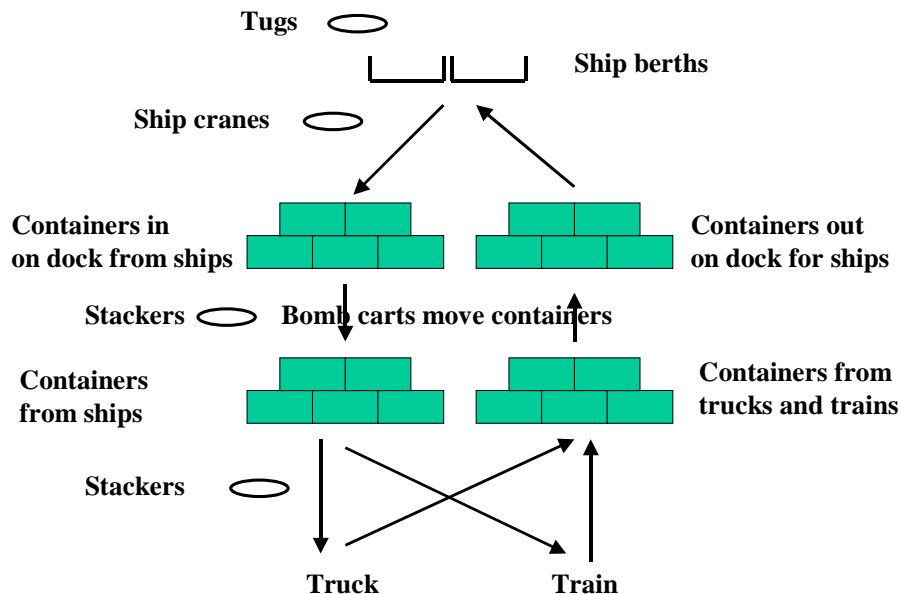 Tugs
Ship berths
Ship cranes
Containers in
on dock from ships
Containers out
on dock for ships
Stackers
Bomb carts move containers
Containers
from ships
Containers from
trucks and trains
Stackers
Truck
Train